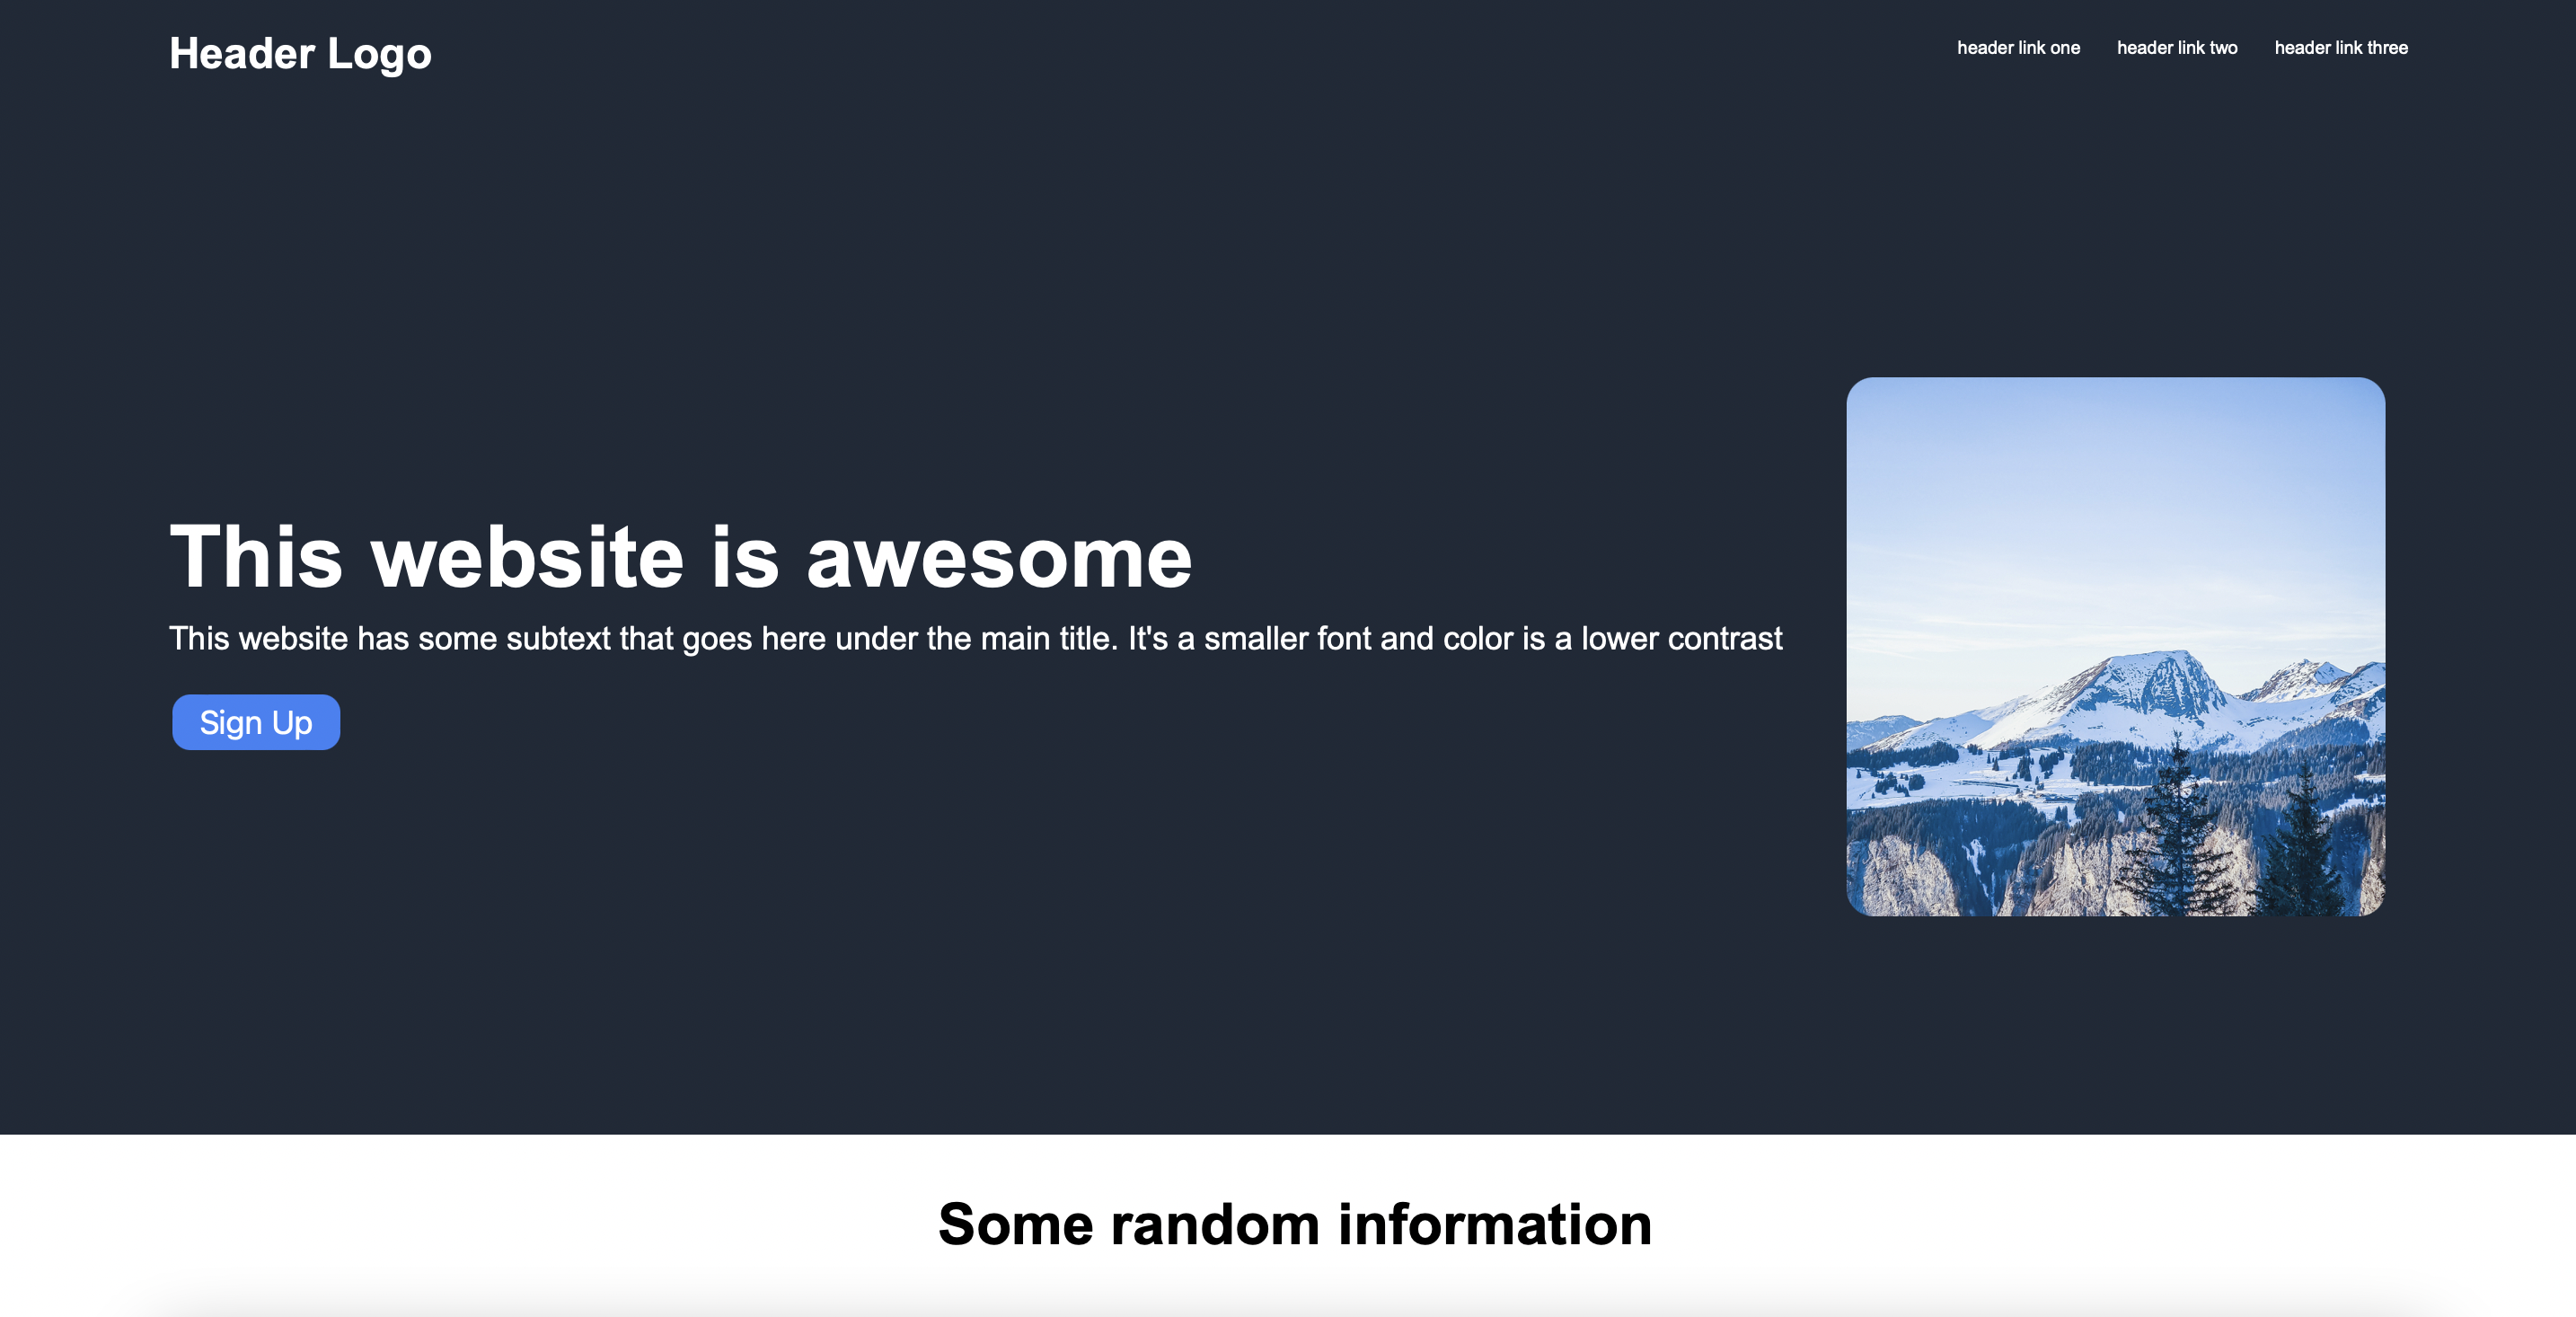 Header Logo
header link one
header link two
header link three
This website is awesome
This website has some subtext that goes here under the main title. It's a smaller font and color is a lower contrast
Sign Up
Some random information